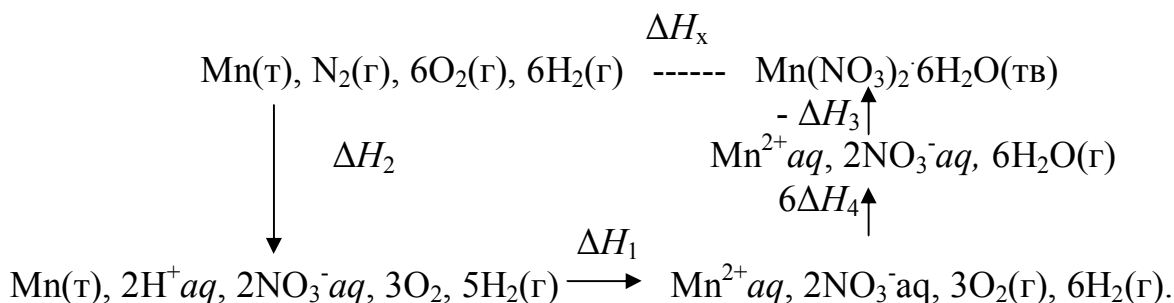 ΔHₓ
Mn(т), N₂(г), 6O₂(г), 6H₂(г) ------ Mn(NO₃)₂·6H₂O(тв)
- ΔH₃
ΔH₂ Mn²⁺aq, 2NO₃⁻aq, 6H₂O(г)
6ΔH₄
ΔH₁
Mn(т), 2H⁺aq, 2NO₃⁻aq, 3O₂, 5H₂(г) Mn²⁺aq, 2NO₃⁻aq, 3O₂(г), 6H₂(г)